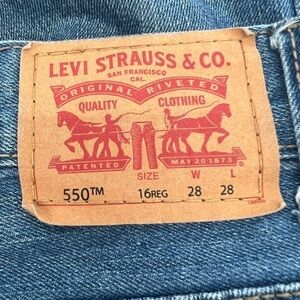 LEVI STRAUSS & CO.
SAN FRANCISCO
CAL.
ORIGINAL RIVETED
QUALITY CLOTHING
PATENTED MAY 20 1873
SIZE W L
550™ 16REG 28 28